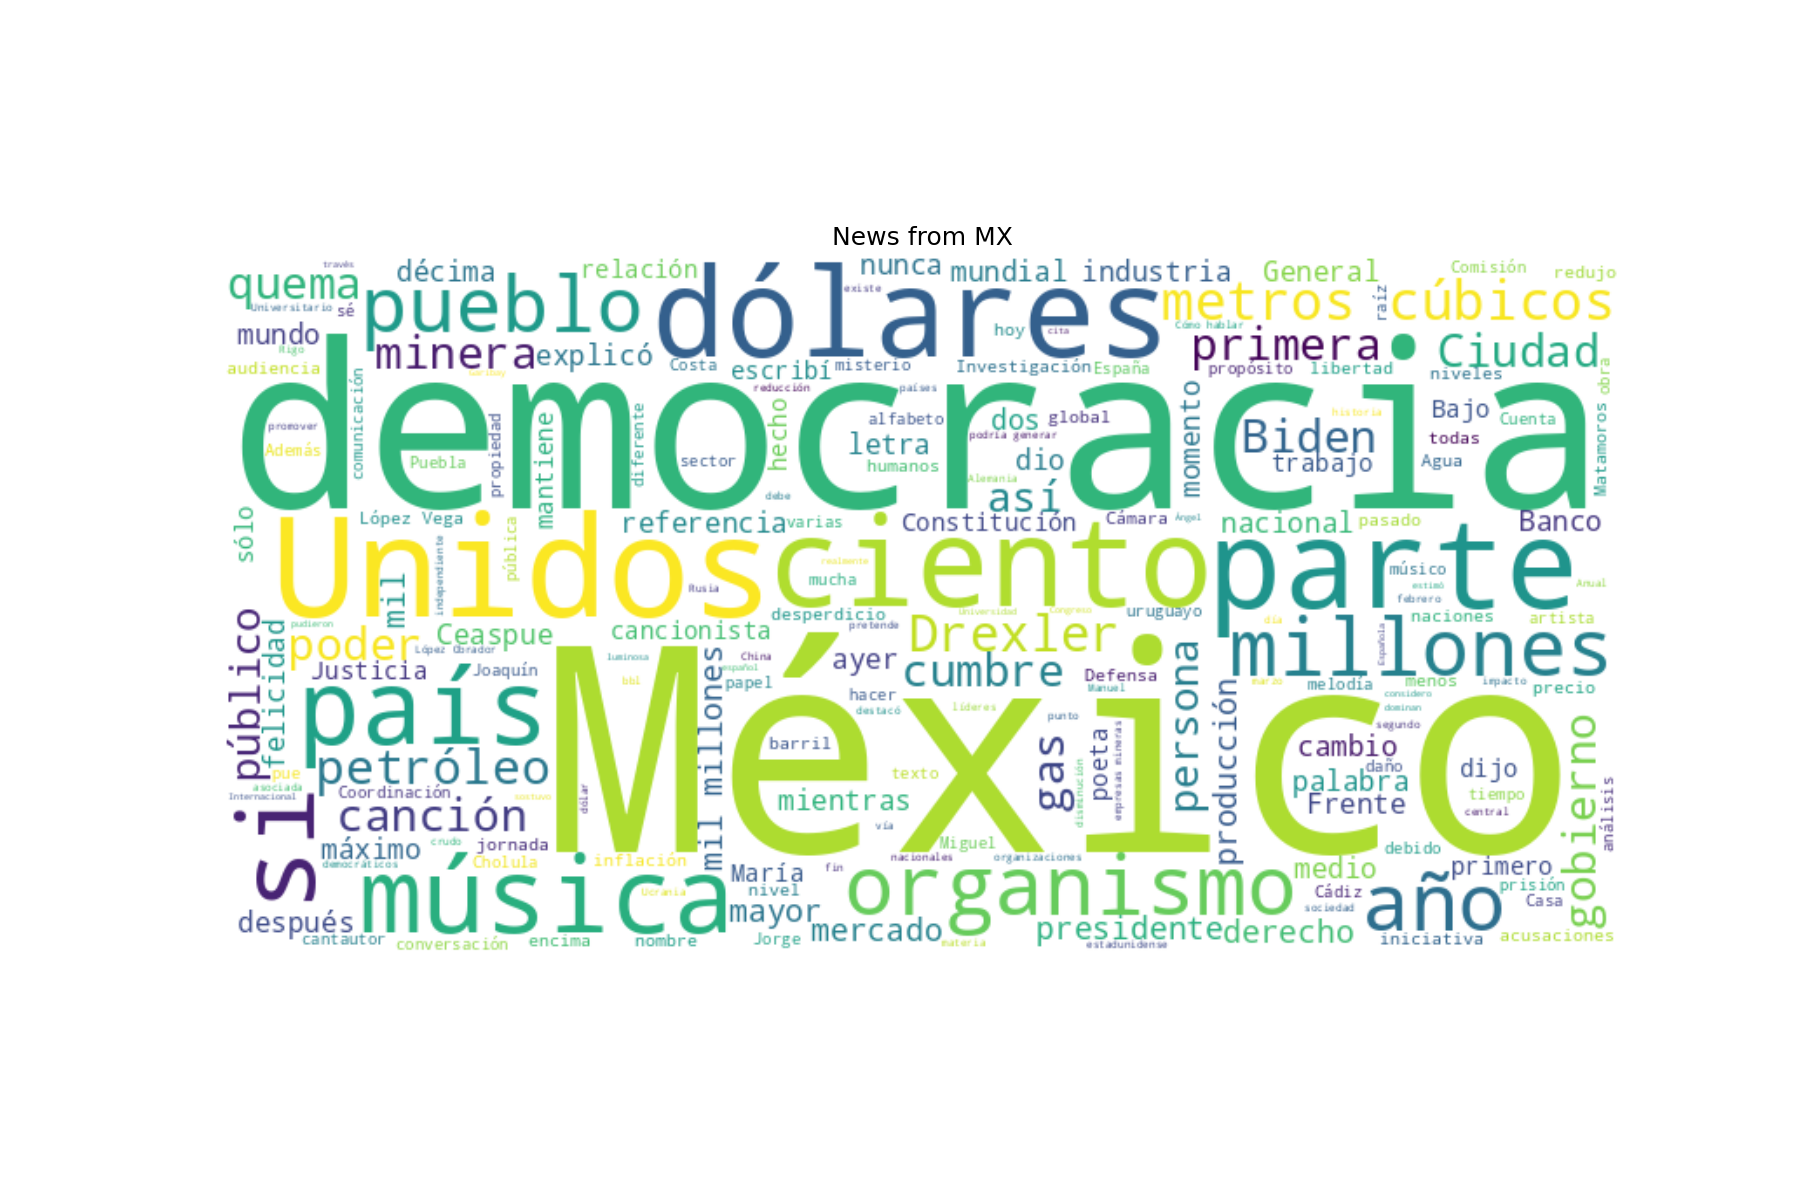 News from MX
través
quema
décima
relación
nunca
mundial
industria
General
Comisión
redujo
Universitario
sé
pueblo
dólares
existe
metros cúbicos
raíz
mundo
Rigo
minera
explicó
hoy
cita
Cómo hablar
primera
Ciudad
audiencia
comunicación
Costa
escribí
misterio
Investigación
España
propósito
libertad
niveles
obra
democracia
reducción
países
promover
Además
Puebla
propiedad
mantiene
diferente
sector
hecho
alfabeto
letra
humanos
dos
global
podría generar
dio
Alemania
momento
Biden
trabajo
historia
Bajo
todas
Agua
Cuenta
Matamoros
debe
así
sólo
López Vega
referencia
varias
Constitución
Cámara
Ángel
nacional
pasado
Banco
Unidos
ciento
parte
mil
independiente
pública
Rusia
realmente
mucha
músico
estimó
febrero
Anual
público
felicidad
pudieron
poder
Ceaspue
cancionista
desperdicio
pretende
Universidad
Congreso
uruguayo
Drexler
día
naciones
artista
millones
Española
López Obrador
Justicia
Joaquín
luminosa
bbl
mil millones
China
español
papel
ayer
cumbre
Defensa
Manuel
persona
producción
marzo
melodía
menos
impacto
precio
considero
dominan
segundo
país
México
hacer
destacó
líderes
punto
barril
texto
gas
disminución
poeta
empresas mineras
cambio
daño
palabra
Frente
dijo
tiempo
central
gobierno
análisis
petróleo
pue
asociada
Internacional
si
Coordinación
sostuvo
dólar
canción
mientras
vía
Miguel
máximo
crudo
jornada
democráticos
Cholula
inflación
Ucrania
María
nivel
fin
nacionales
organizaciones
debido
medio
primero
prisión
Casa
Cádiz
sociedad
música
mayor
organismo
año
después
cantautor
conversación
encima
nombre
Jorge
mercado
materia
presidente
estadunidense
derecho
iniciativa
acusaciones